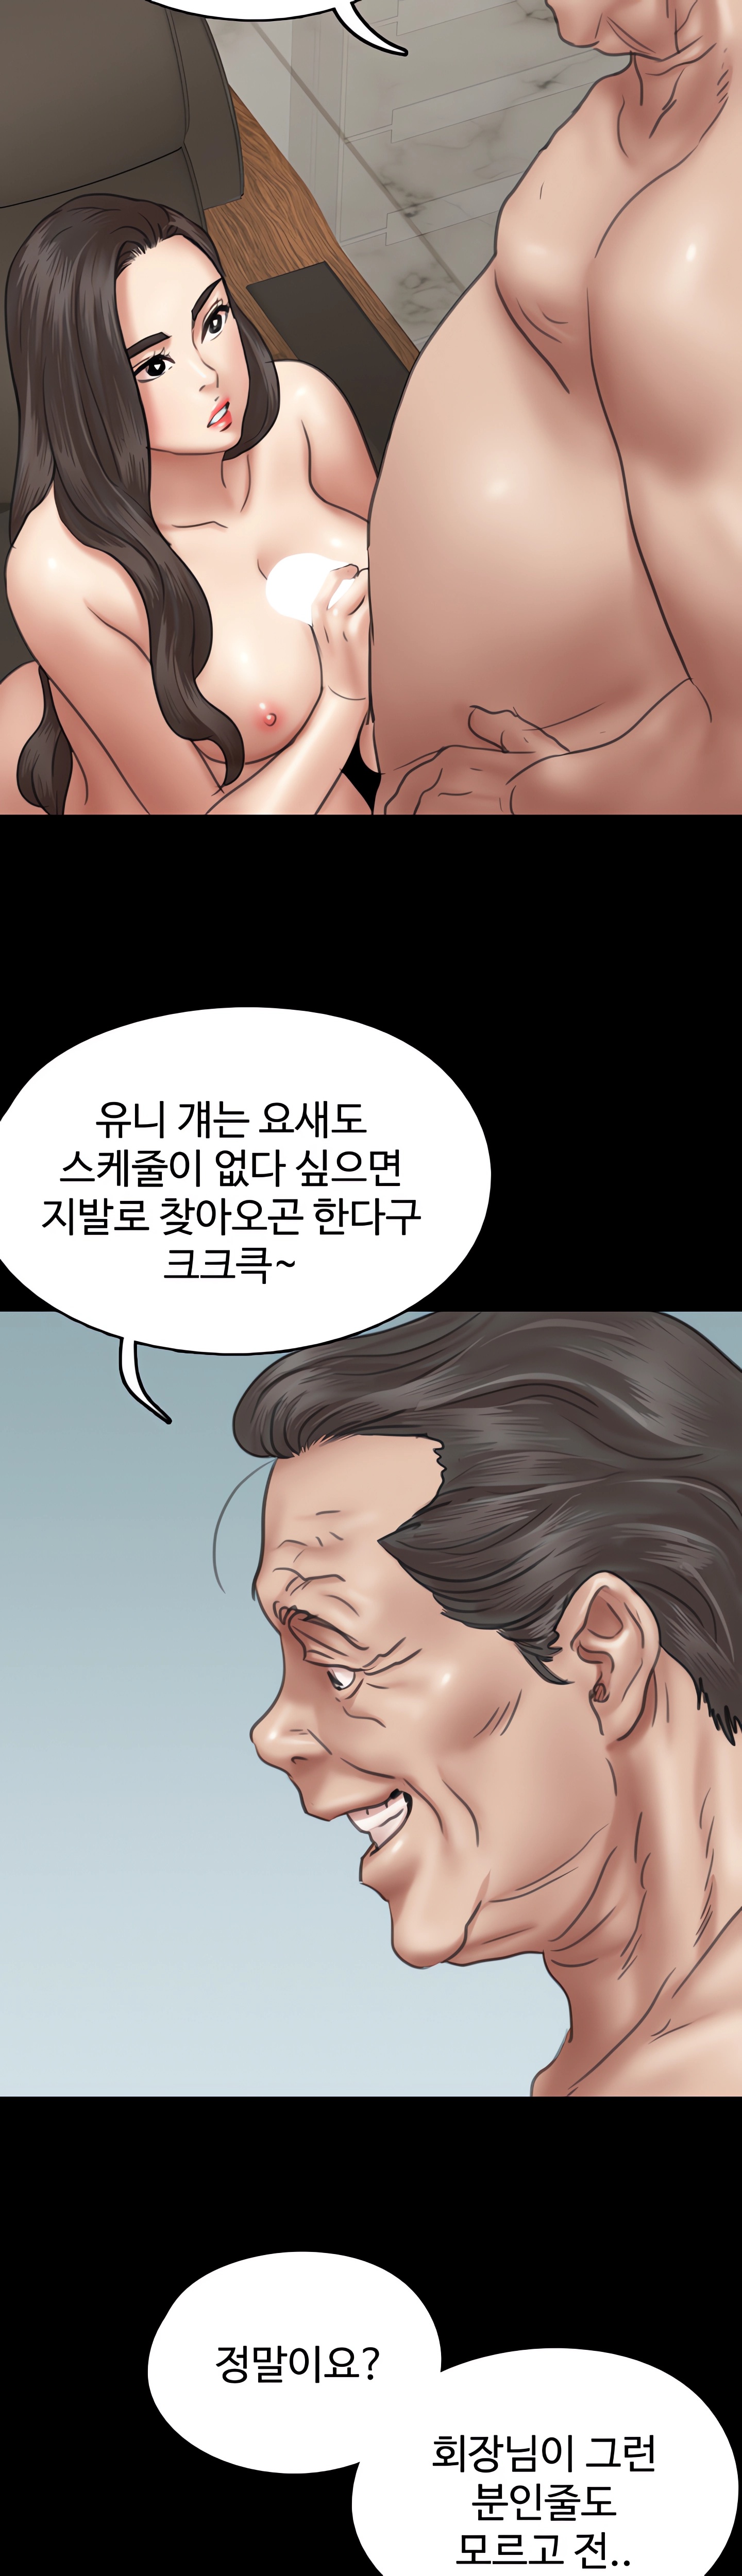 유니 걔는 요새도
스케줄이 없다 싶으면
지발로 찾아오곤 한다구
크크큭~
정말이요?
회장님이 그런
분인줄도
모르고 전..